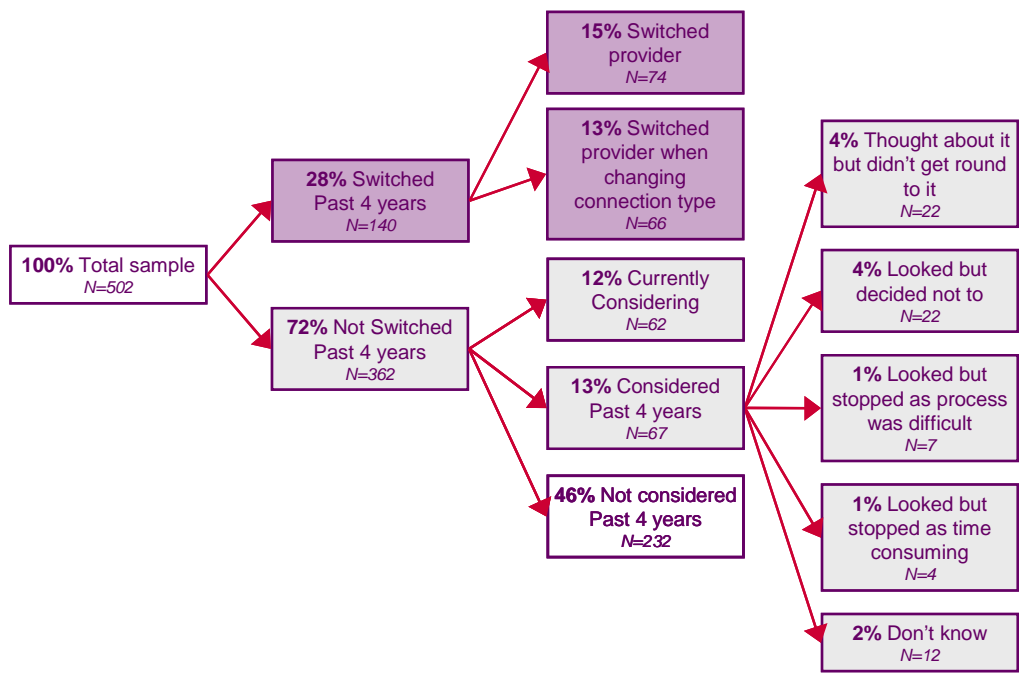 100% Total sample
N=502
28% Switched
Past 4 years
N=140
72% Not Switched
Past 4 years
N=362
15% Switched
provider
N=74
13% Switched
provider when
changing
connection type
N=66
12% Currently
Considering
N=62
13% Considered
Past 4 years
N=67
46% Not considered
Past 4 years
N=232
4% Thought about it
but didn't get round
to it
N=22
4% Looked but
decided not to
N=22
1% Looked but
stopped as process
was difficult
N=7
1% Looked but
stopped as time
consuming
N=4
2% Don't know
N=12